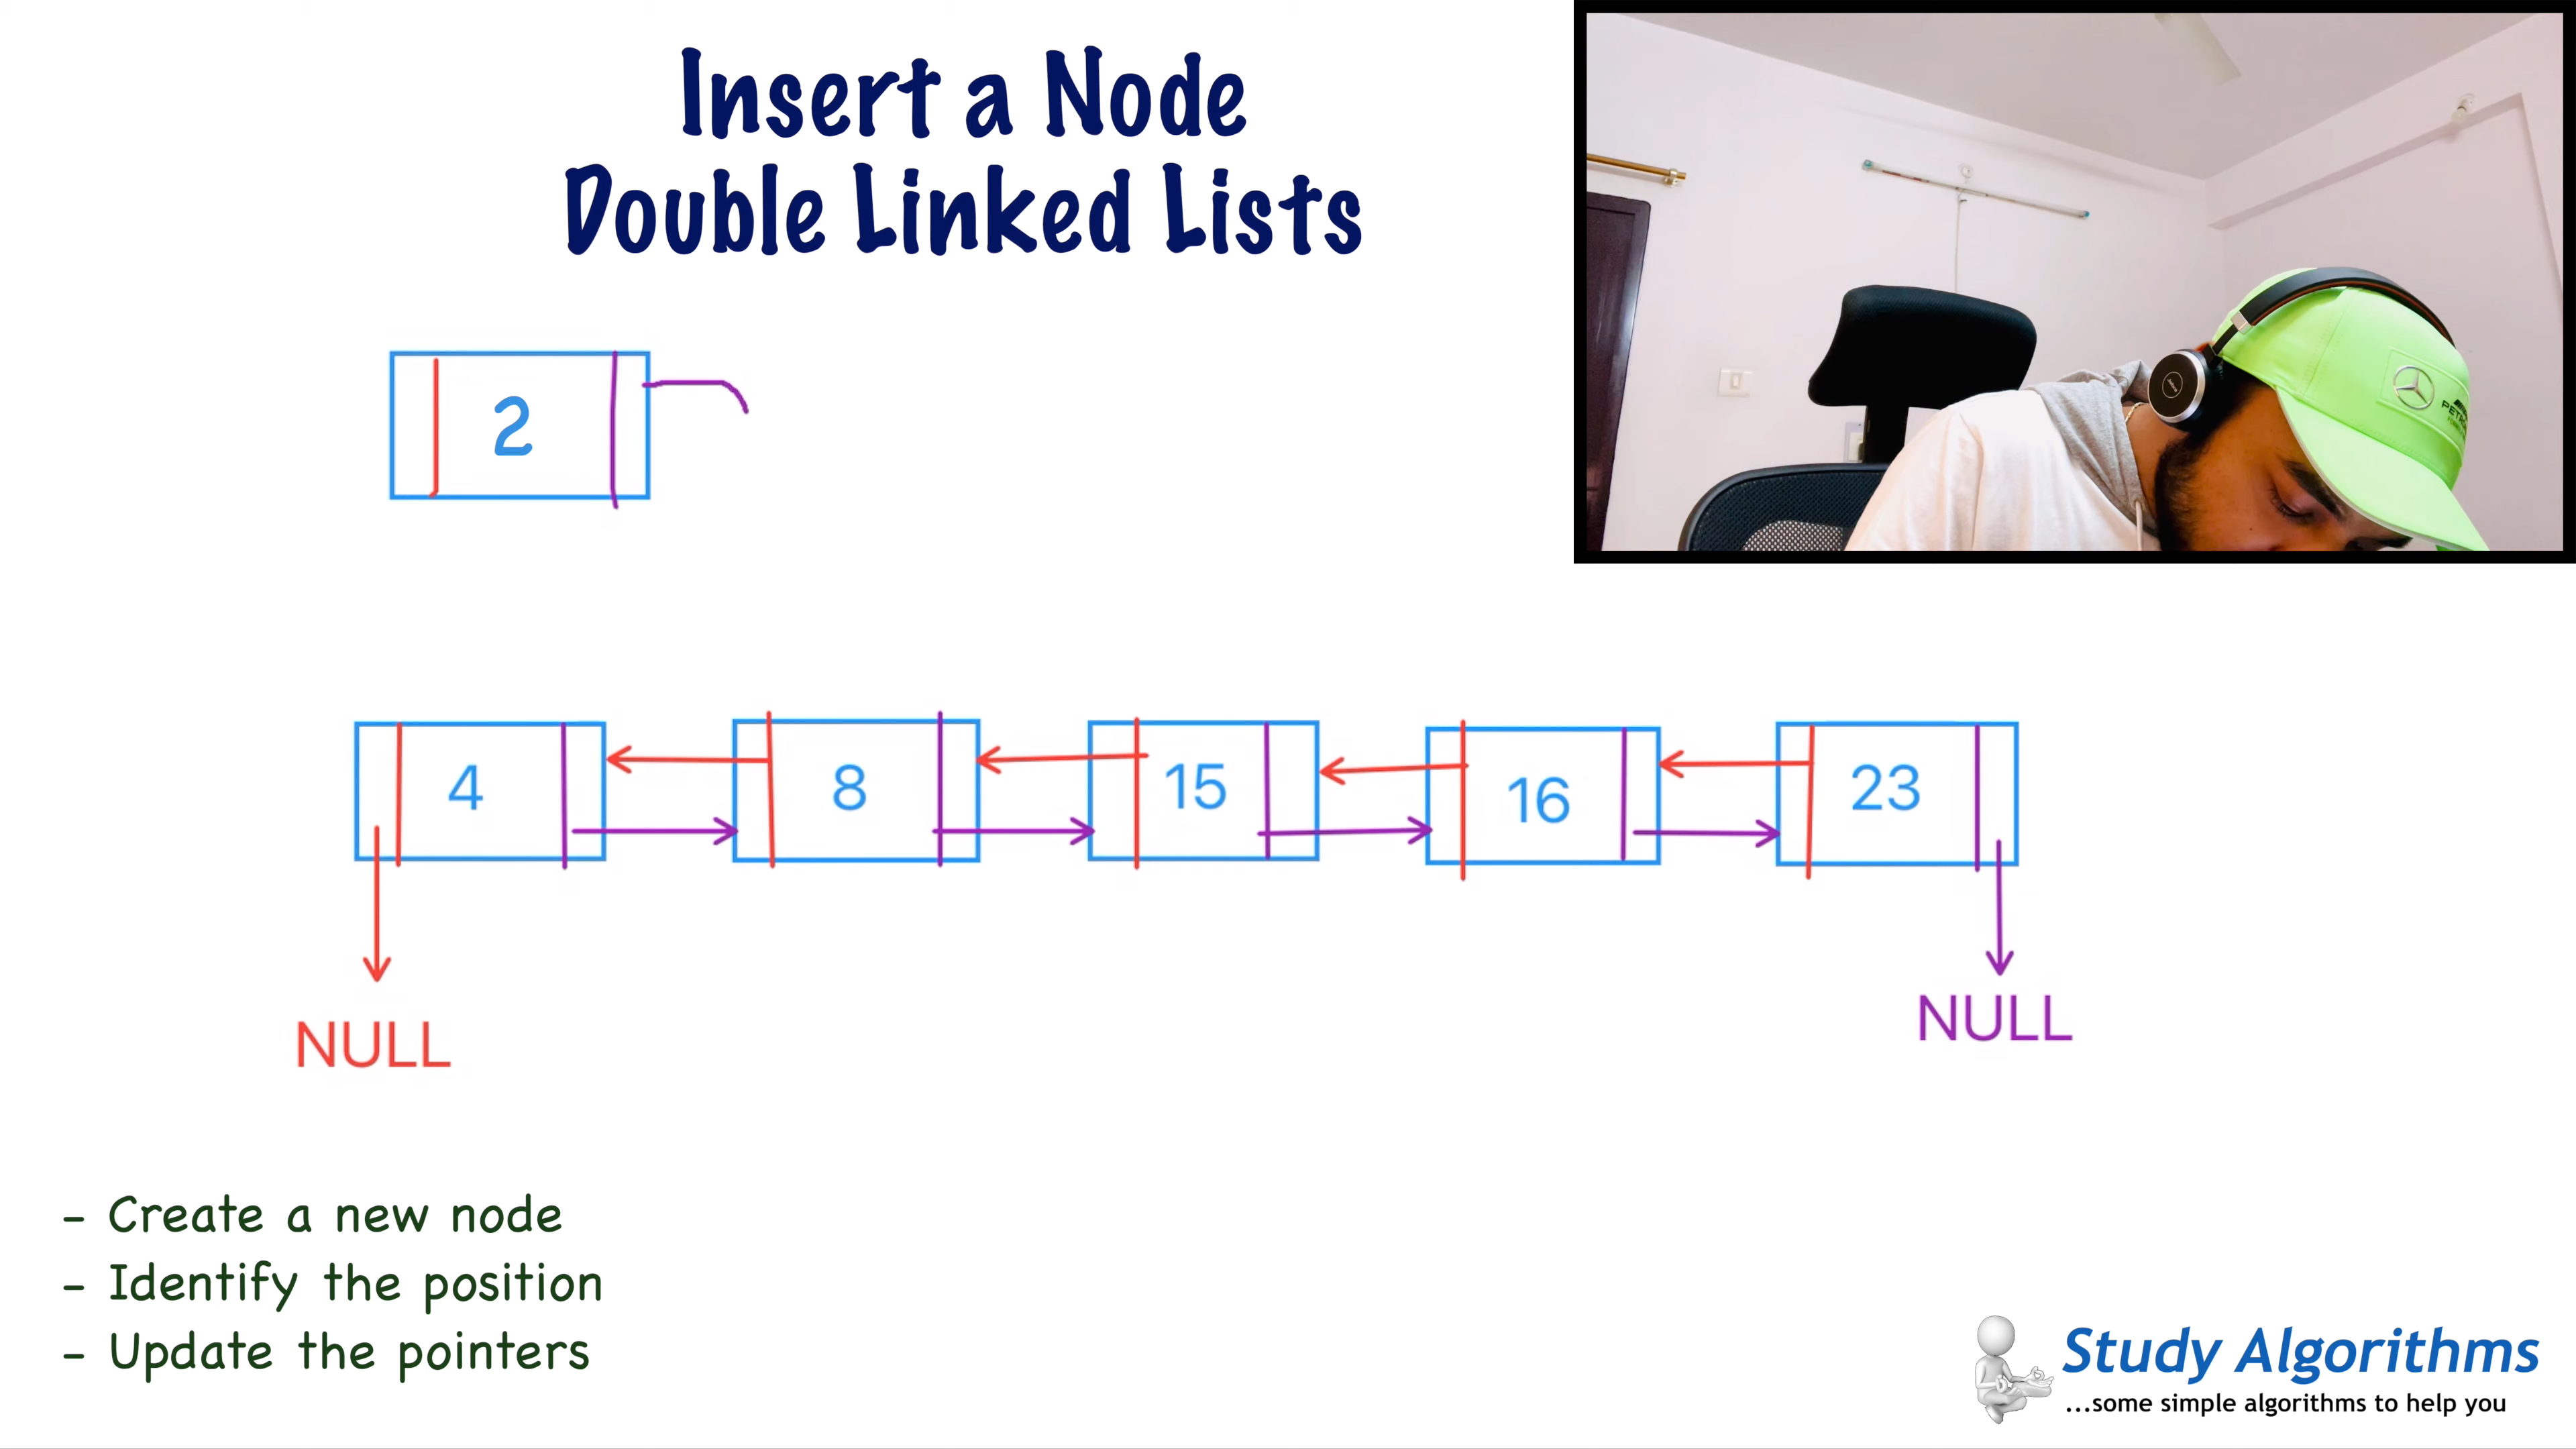 Insert a Node
Double Linked Lists
2
4
8
15
16
23
NULL
NULL
- Create a new node
- Identify the position
- Update the pointers
Study Algorithms
...some simple algorithms to help you